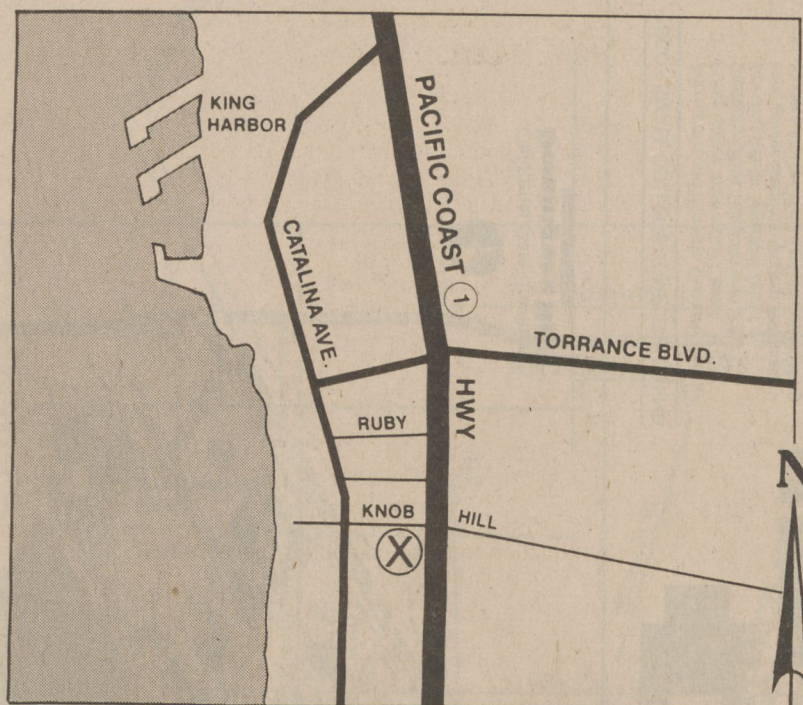 KING
HARBOR
PACIFIC COAST 1
HWY
CATALINA AVE.
TORRANCE BLVD.
RUBY
KNOB HILL
X
N